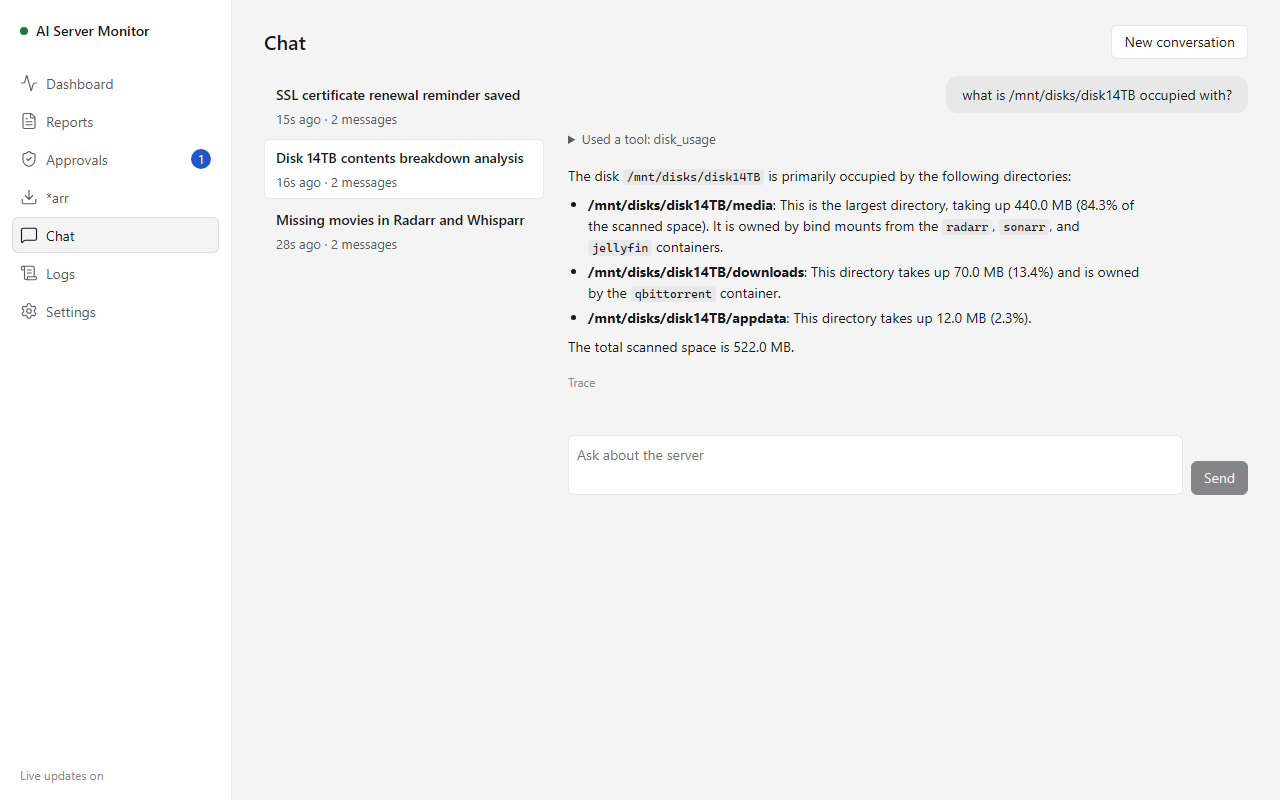 AI Server Monitor
Dashboard
Reports
Approvals 1
*arr
Chat
Logs
Settings
Live updates on
Chat
New conversation
SSL certificate renewal reminder saved
15s ago · 2 messages
Disk 14TB contents breakdown analysis
16s ago · 2 messages
Missing movies in Radarr and Whisparr
28s ago · 2 messages
what is /mnt/disks/disk14TB occupied with?
Used a tool: disk_usage
The disk /mnt/disks/disk14TB is primarily occupied by the following directories:
• /mnt/disks/disk14TB/media: This is the largest directory, taking up 440.0 MB (84.3% of
the scanned space). It is owned by bind mounts from the radarr, sonarr, and
jellyfin containers.
• /mnt/disks/disk14TB/downloads: This directory takes up 70.0 MB (13.4%) and is owned
by the qbittorrent container.
• /mnt/disks/disk14TB/appdata: This directory takes up 12.0 MB (2.3%).
The total scanned space is 522.0 MB.
Trace
Ask about the server
Send